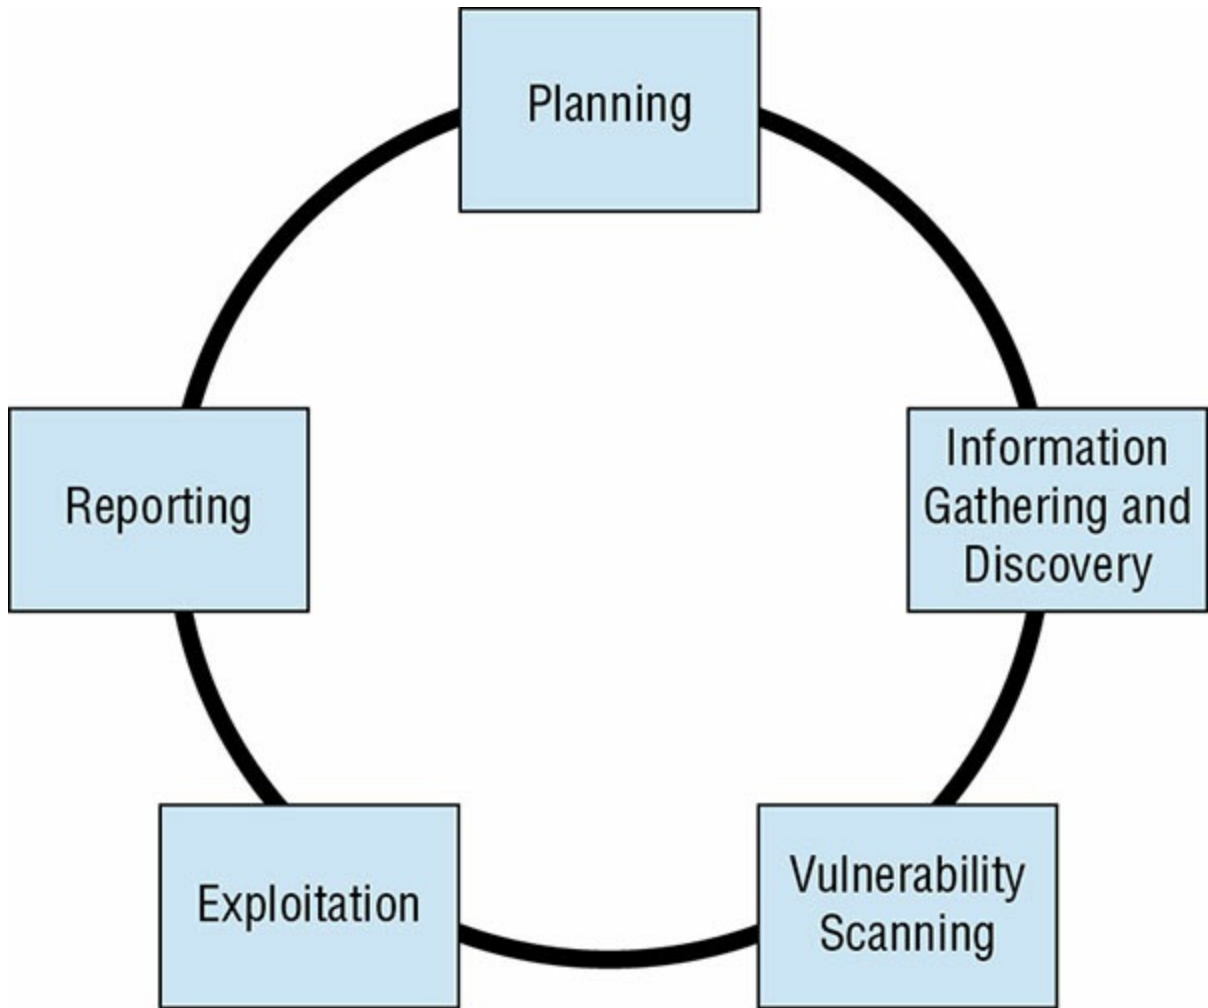 Planning
Information
Gathering and
Discovery
Vulnerability
Scanning
Exploitation
Reporting